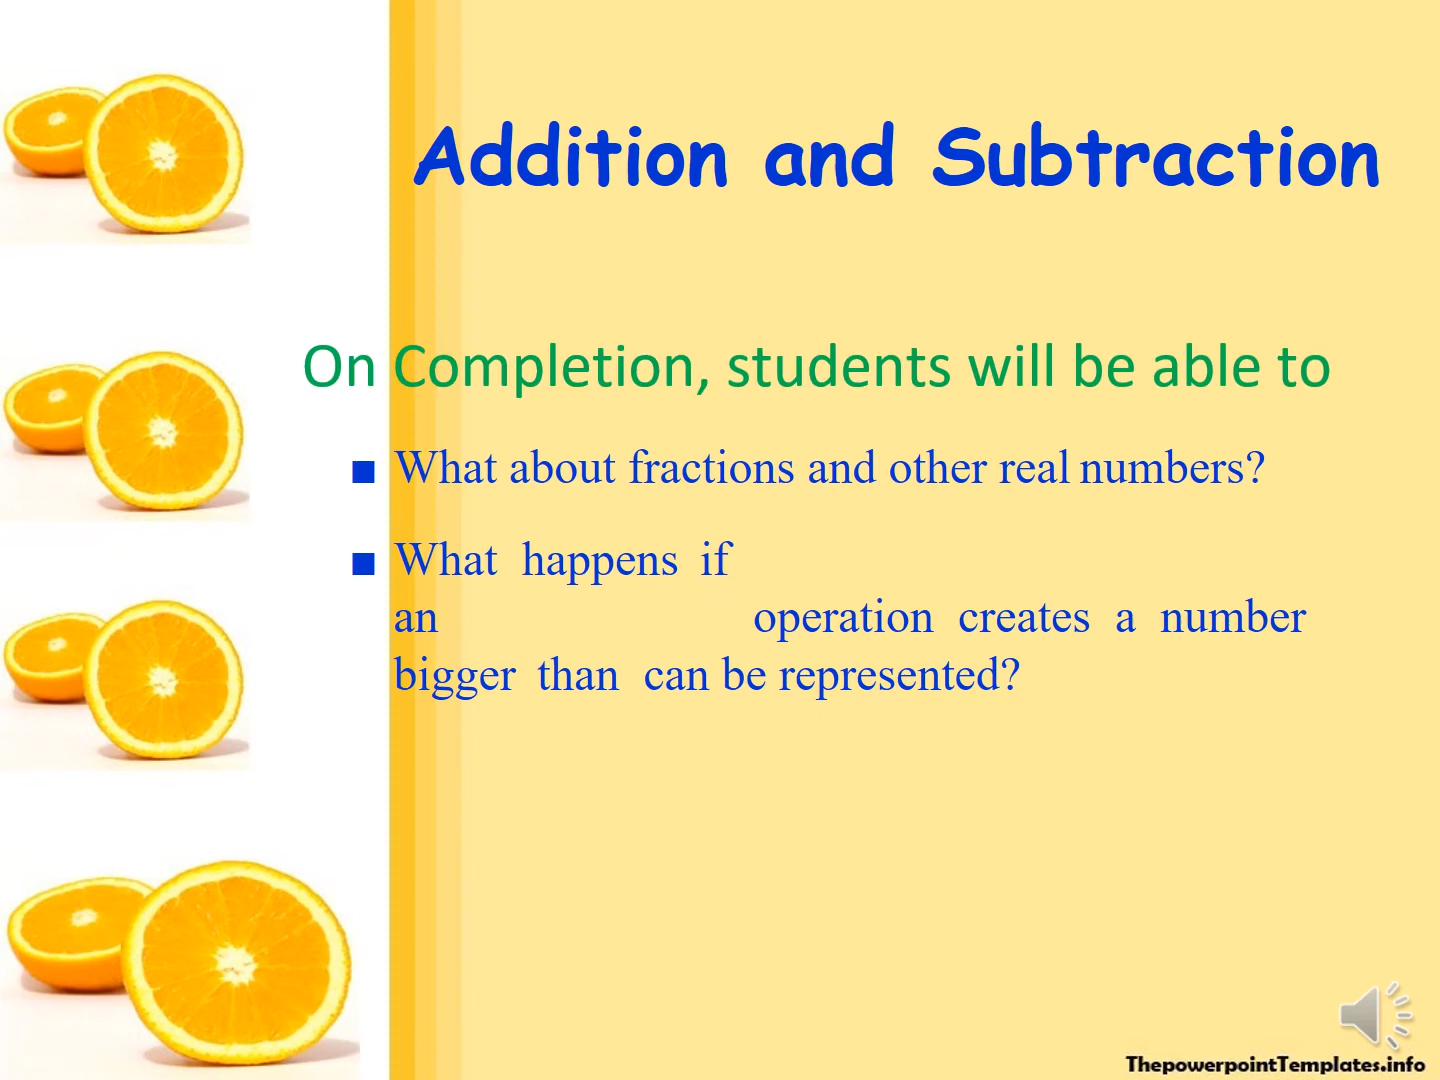 Addition and Subtraction
On Completion, students will be able to
■ What about fractions and other real numbers?
■ What happens if
an operation creates a number
bigger than can be represented?
ThepowerpointTemplates.info